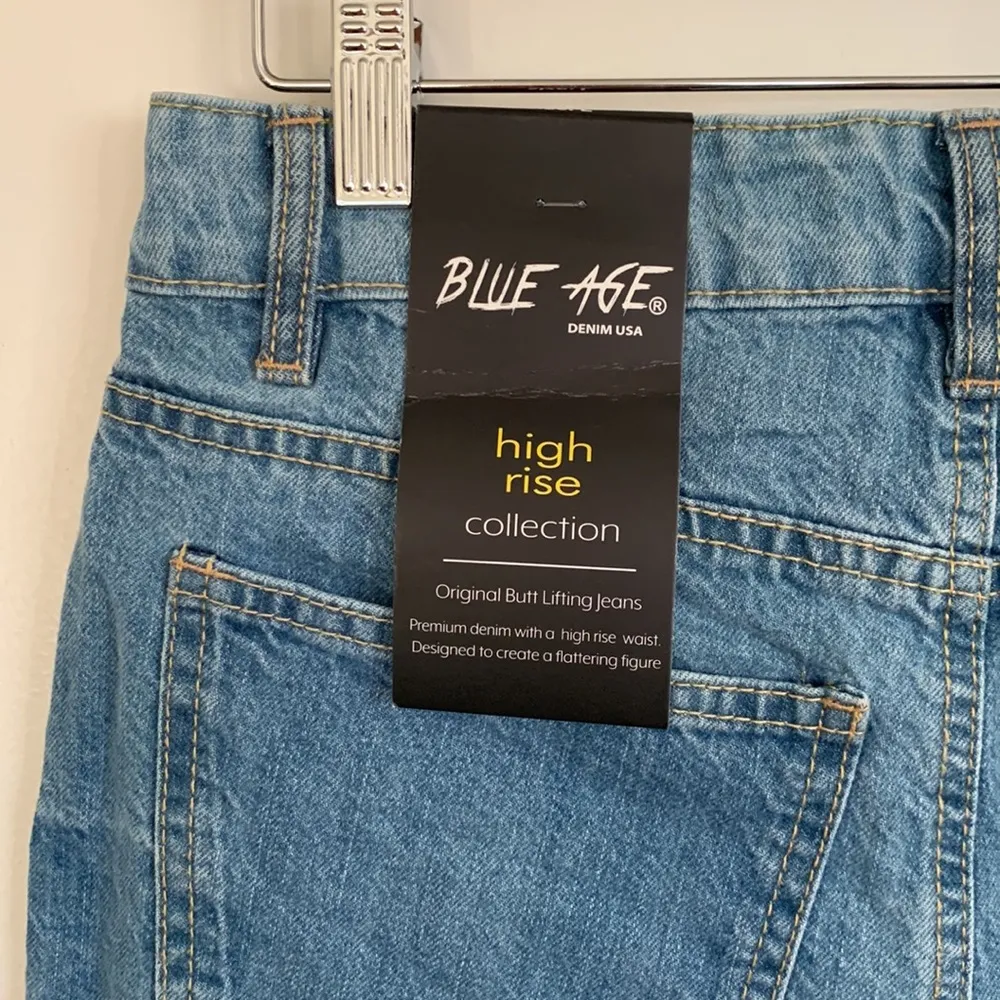 BLUE AGE®
DENIM USA
high
rise
collection
Original Butt Lifting Jeans
Premium denim with a high rise waist.
Designed to create a flattering figure